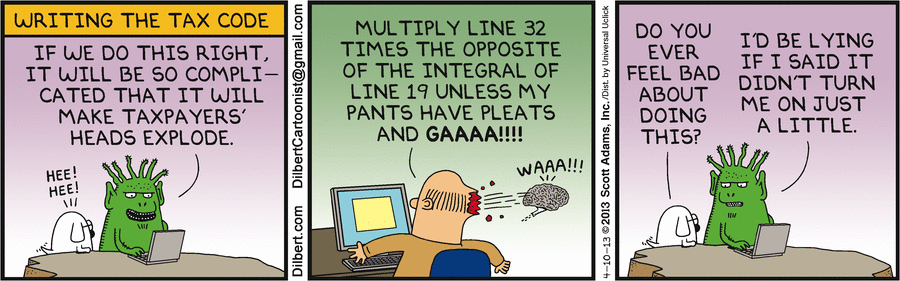 WRITING THE TAX CODE
IF WE DO THIS RIGHT,
IT WILL BE SO COMPLI-
CATED THAT IT WILL
MAKE TAXPAYERS'
HEADS EXPLODE.
HEE!
HEE!
Dilbert.com DilbertCartoonist@gmail.com
MULTIPLY LINE 32
TIMES THE OPPOSITE
OF THE INTEGRAL OF
LINE 19 UNLESS MY
PANTS HAVE PLEATS
AND GAAAA!!!!
WAAA!!!
4-10-13 © 2013 Scott Adams, Inc. /Dist. by Universal Uclick
DO YOU
EVER
FEEL BAD
ABOUT
DOING
THIS?
I'D BE LYING
IF I SAID IT
DIDN'T TURN
ME ON JUST
A LITTLE.